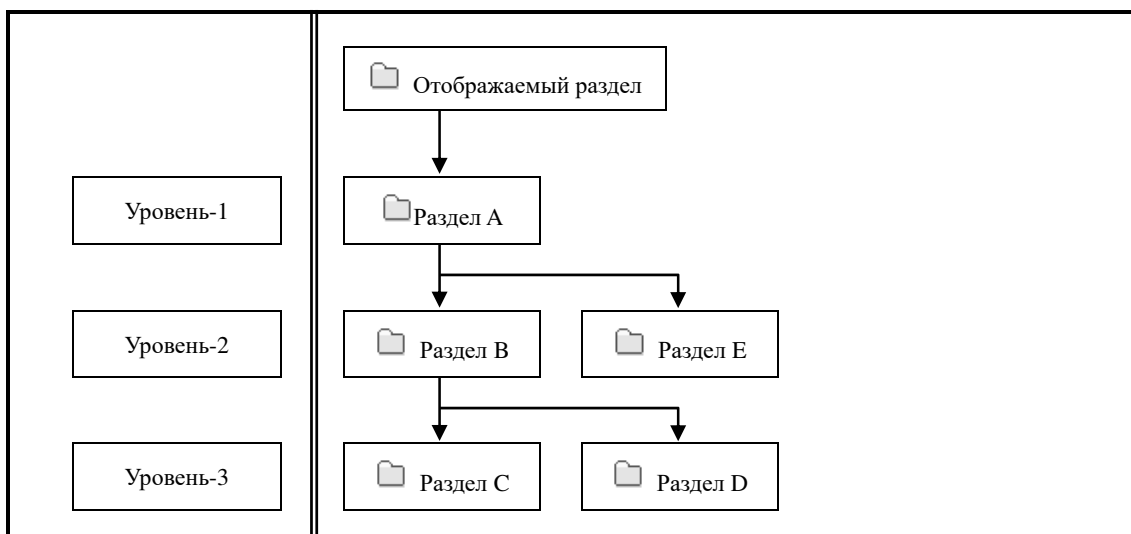 Отображаемый раздел
Уровень-1
Раздел A
Уровень-2
Раздел B
Раздел E
Уровень-3
Раздел C
Раздел D